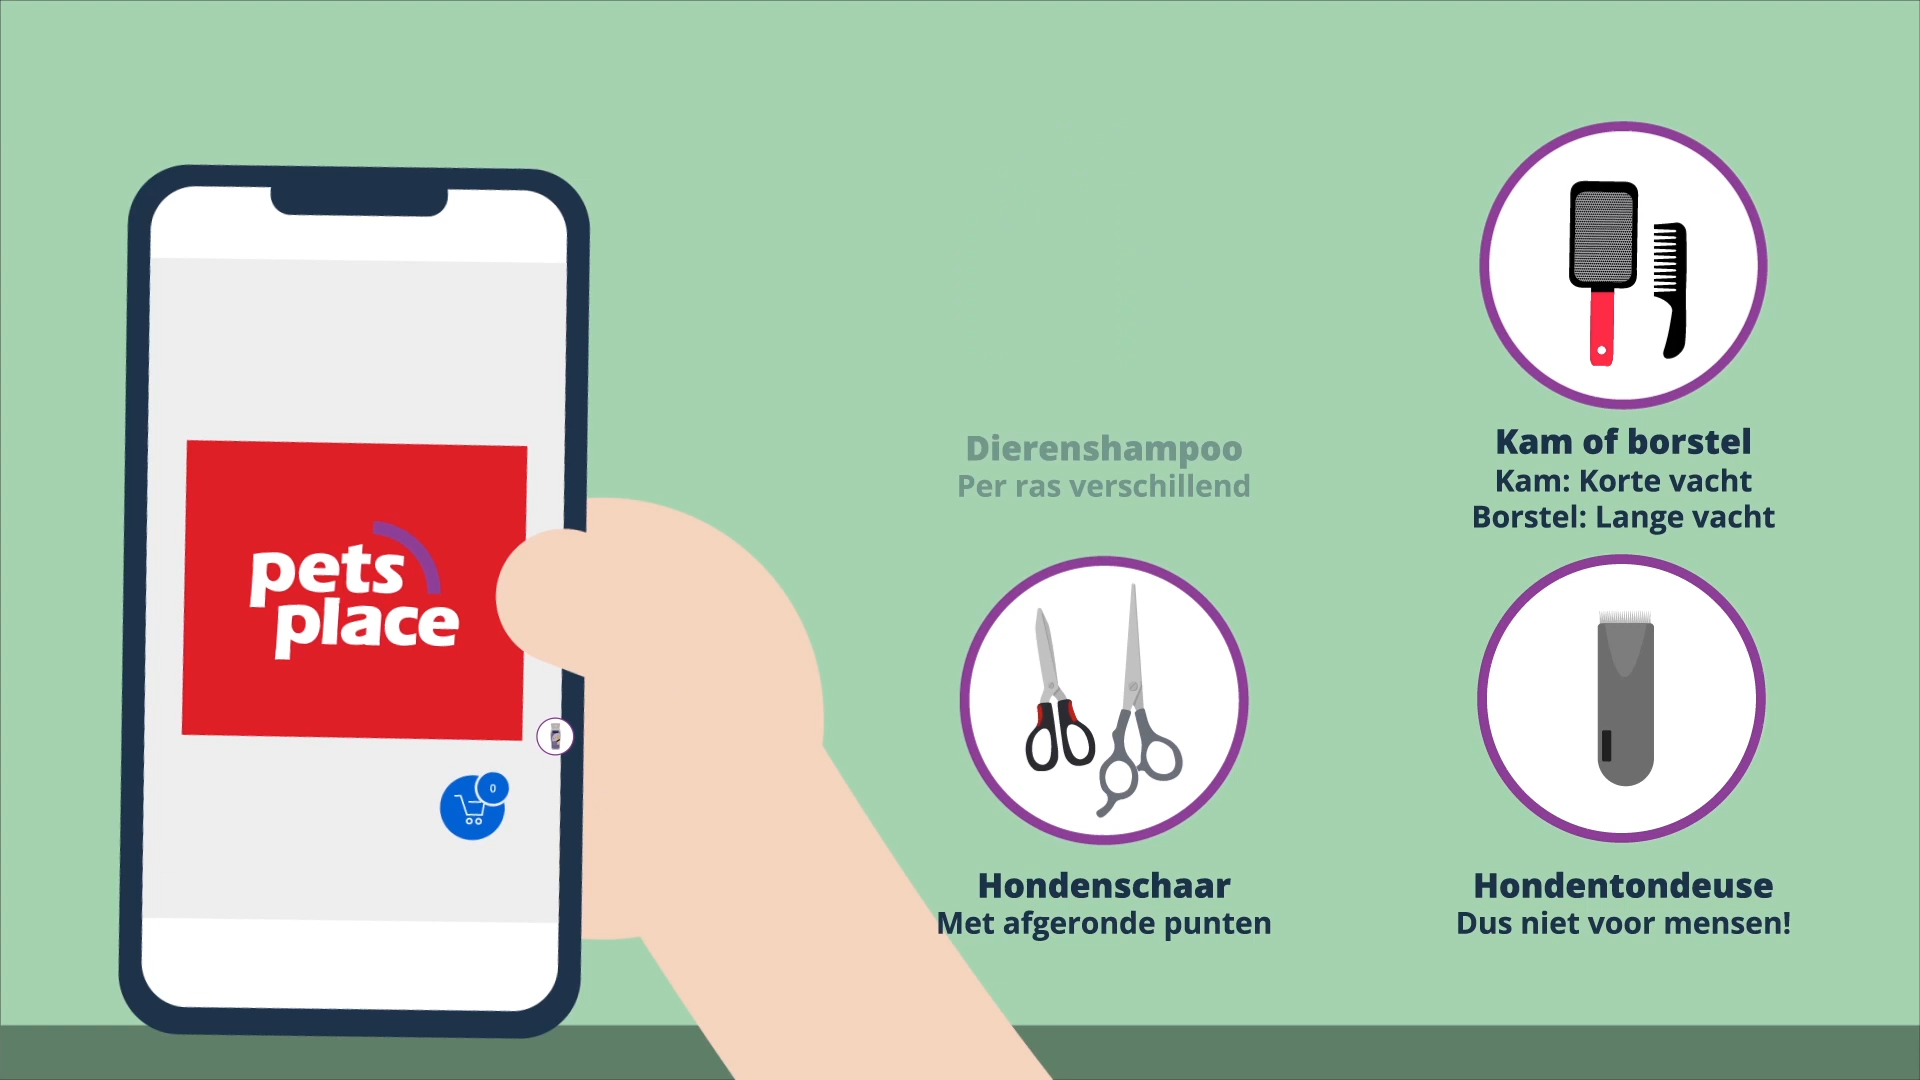 pets
place
0
Dierenshampoo
Per ras verschillend
Kam of borstel
Kam: Korte vacht
Borstel: Lange vacht
Hondenschaar
Met afgeronde punten
Hondentondeuse
Dus niet voor mensen!